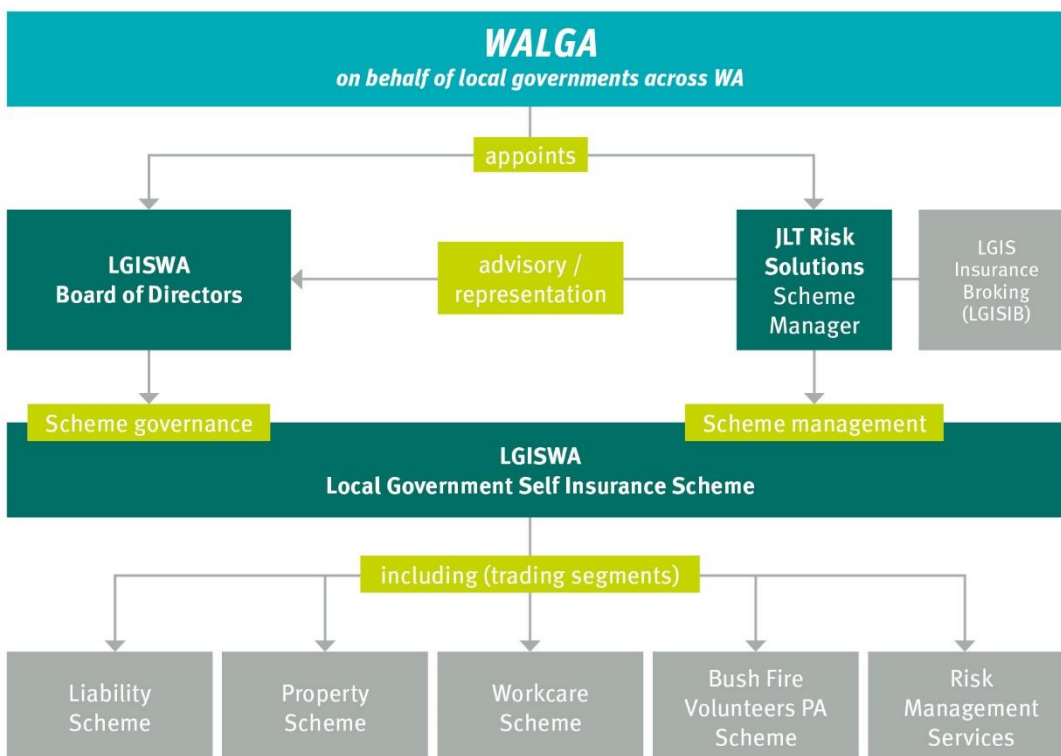 WALGA
on behalf of local governments across WA
appoints
LGISWA
Board of Directors
advisory /
representation
JLT Risk
Solutions
Scheme
Manager
LGIS
Insurance
Broking
(LGISIB)
Scheme governance
Scheme management
LGISWA
Local Government Self Insurance Scheme
including (trading segments)
Liability
Scheme
Property
Scheme
Workcare
Scheme
Bush Fire
Volunteers PA
Scheme
Risk
Management
Services